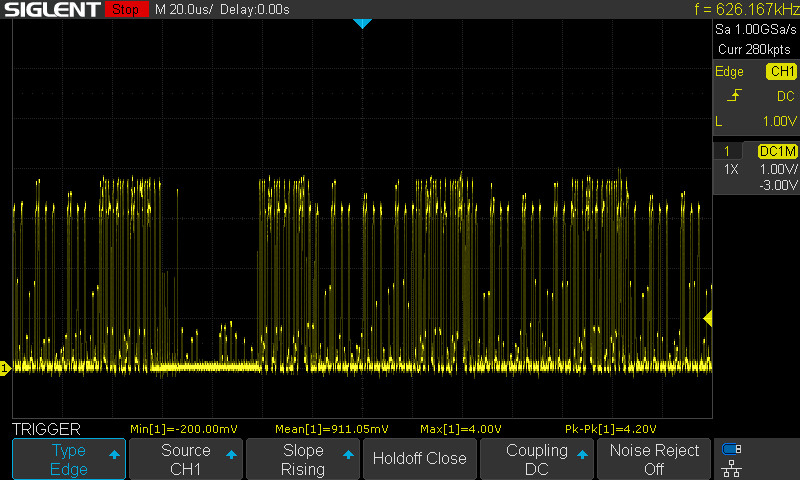 SIGLENT Stop M 20.0us/ Delay:0.00s f = 626.167kHz
Sa 1.00GSa/s
Curr 280kpts
Edge CH1
DC
L 1.00V
1 DC1M
1X 1.00V/
-3.00V
1
TRIGGER Min[1]=-200.00mV Mean[1]=911.05mV Max[1]=4.00V Pk-Pk[1]=4.20V
Type Source Slope Holdoff Close Coupling Noise Reject
Edge CH1 Rising DC Off